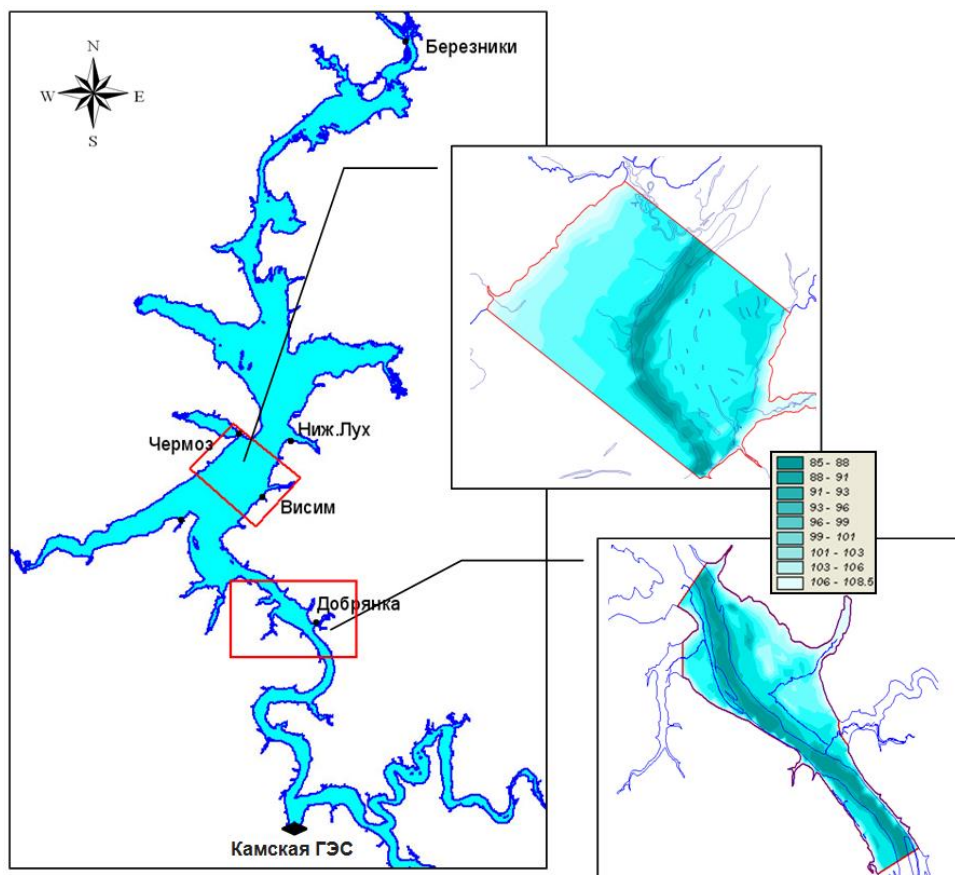 Березники
N
W E
S
Чермоз
Ниж.Лух
Висим
Добрянка
Камская ГЭС
85 - 88
88 - 91
91 - 93
93 - 96
96 - 99
99 - 101
101 - 103
103 - 106
106 - 108.5